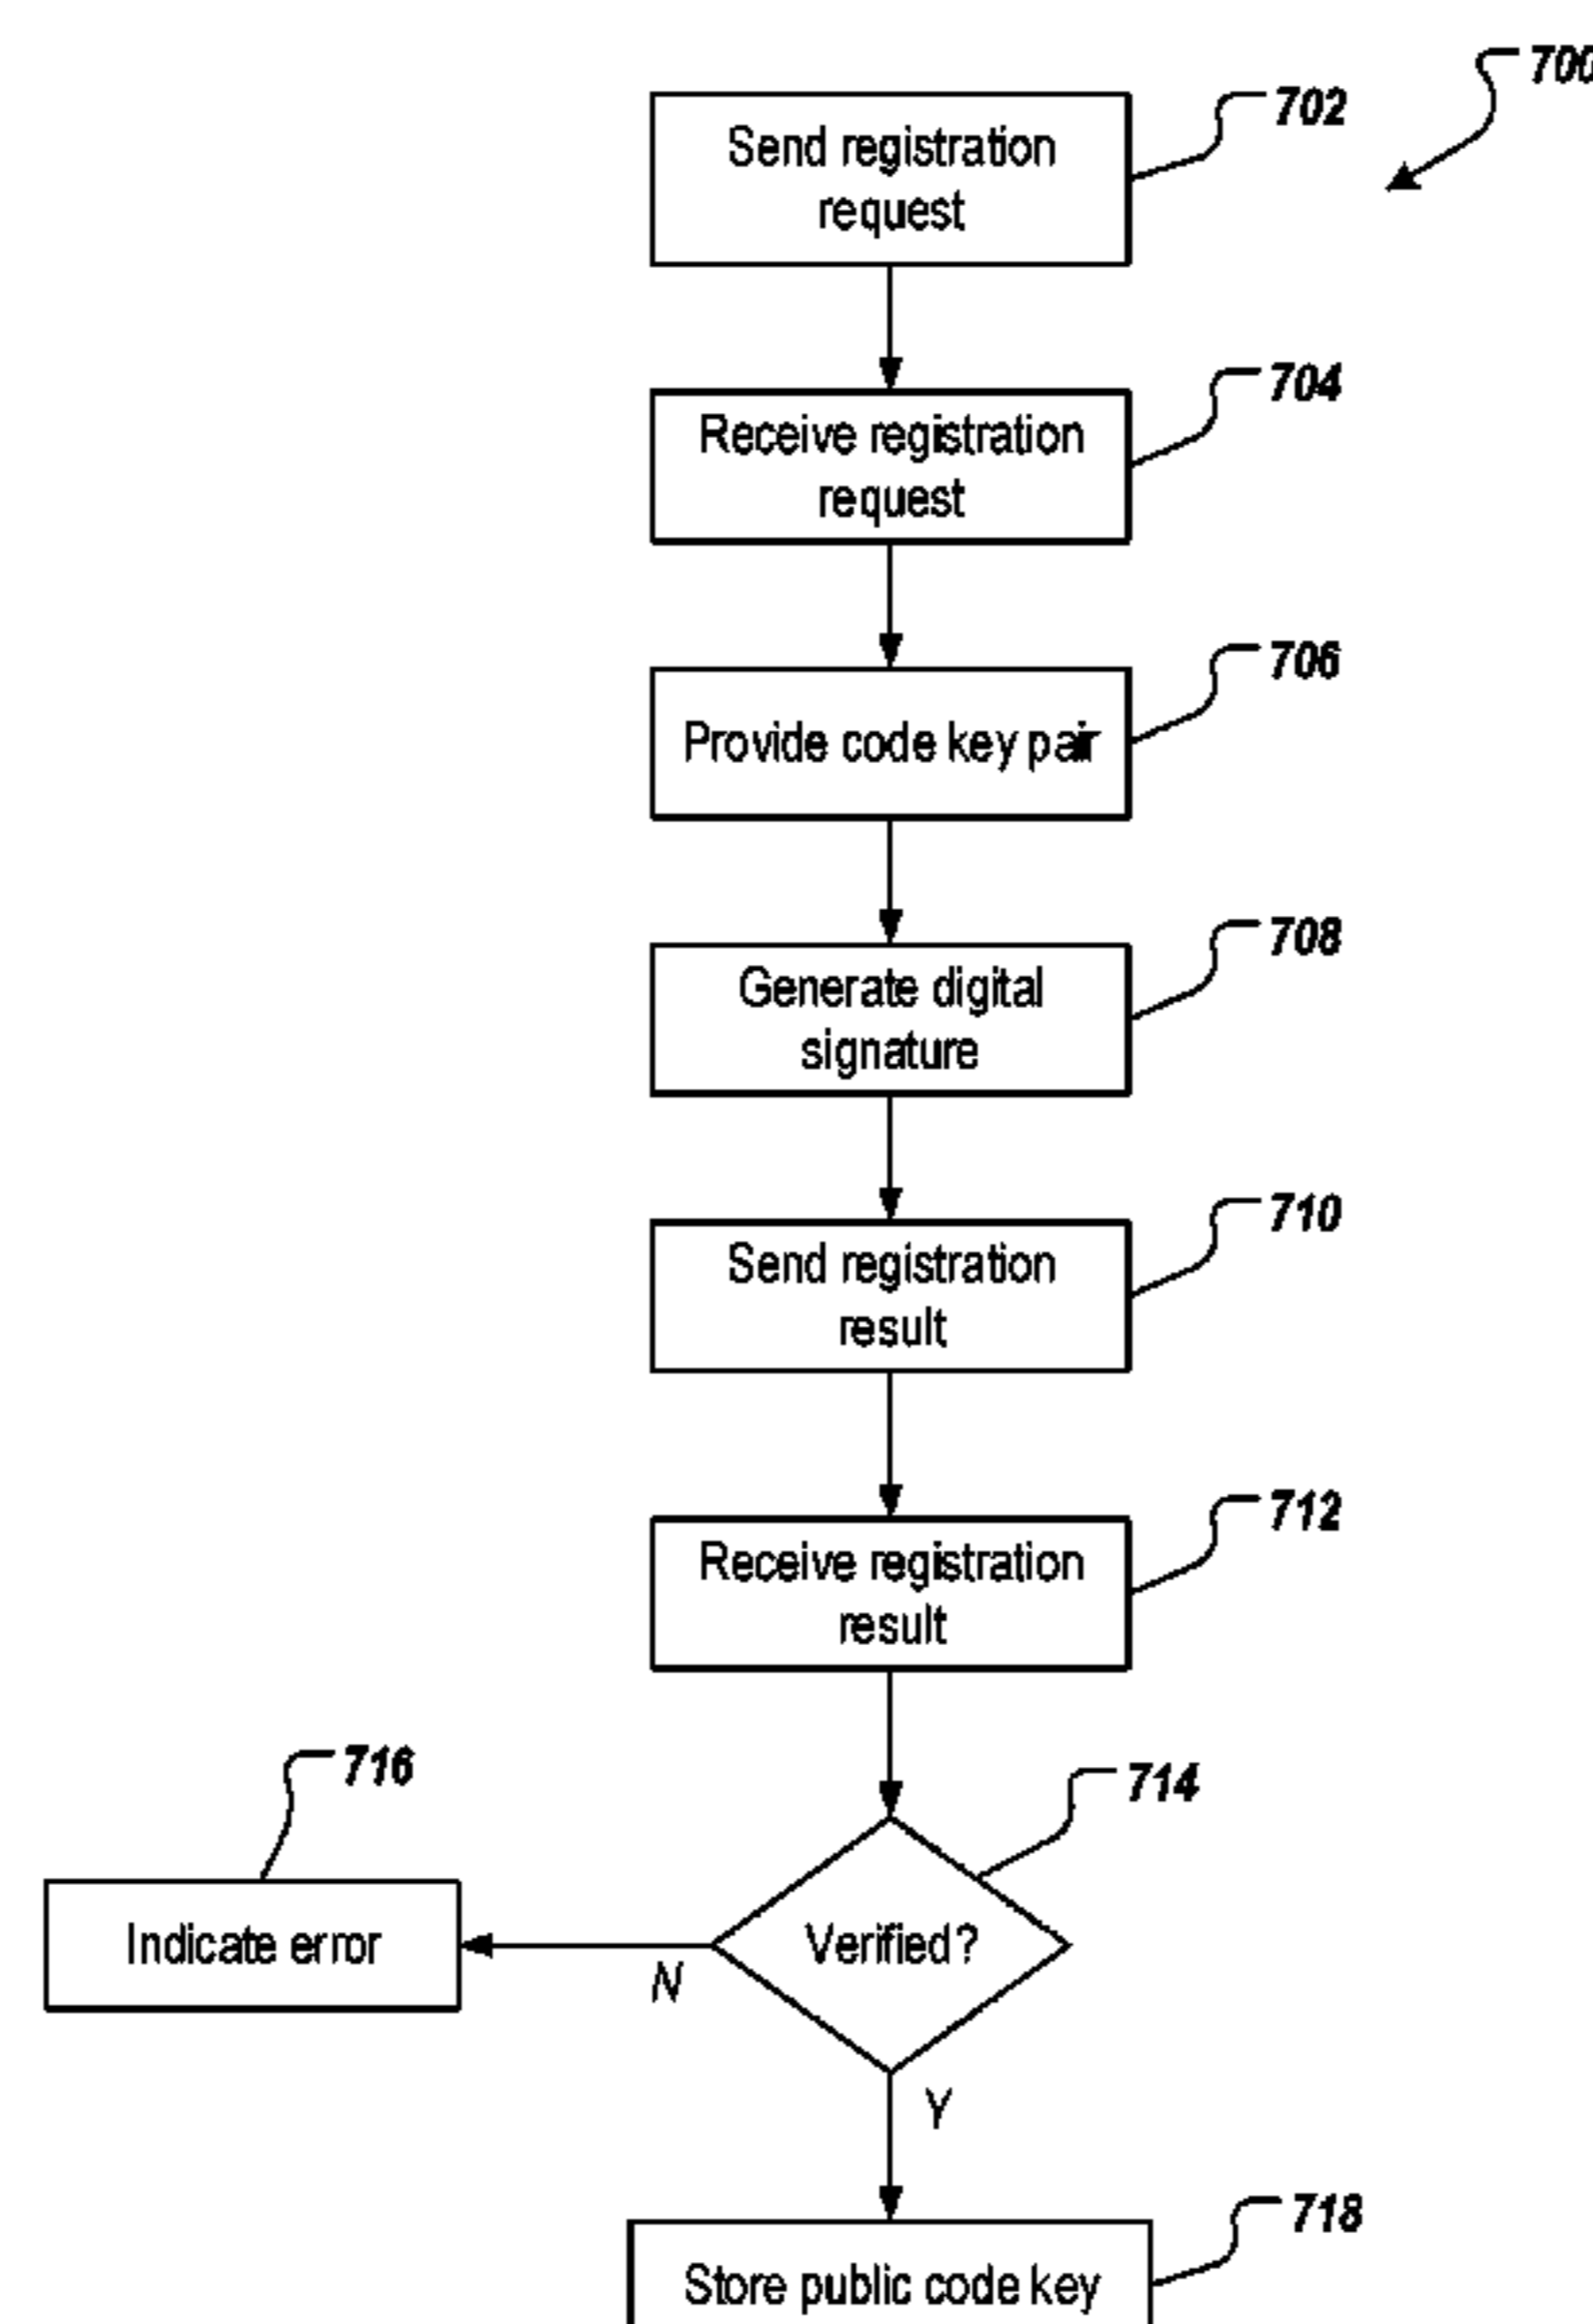 700
702
Send registration
request
704
Receive registration
request
706
Provide code key pair
708
Generate digital
signature
710
Send registration
result
712
Receive registration
result
716
714
Indicate error
Verified?
N
Y
718
Store public code key